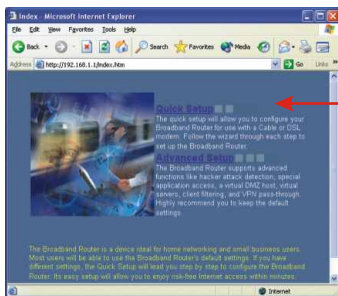 Index - Microsoft Internet Explorer
File Edit View Favorites Tools Help
Back Search Favorites Media
Address http://192.168.1.1/index.htm Go Links
Quick Setup
The quick setup will allow you to configure your
Broadband Router for use with a Cable or DSL
modem. Follow the wizard through each step to
set up the Broadband Router.
Advanced Setup
The Broadband Router supports advanced
functions like hacker attack detection, special
application access, a virtual DMZ host, virtual
servers, client filtering, and VPN pass-through.
Highly recommend you to keep the default
settings.
The Broadband Router is a device ideal for home networking and small business users.
Most users will be able to use the Broadband Router's default settings. If you have
different settings, the Quick Setup will lead you step by step to configure the Broadband
Router. Its easy setup will allow you to enjoy risk-free Internet access within minutes.
Internet